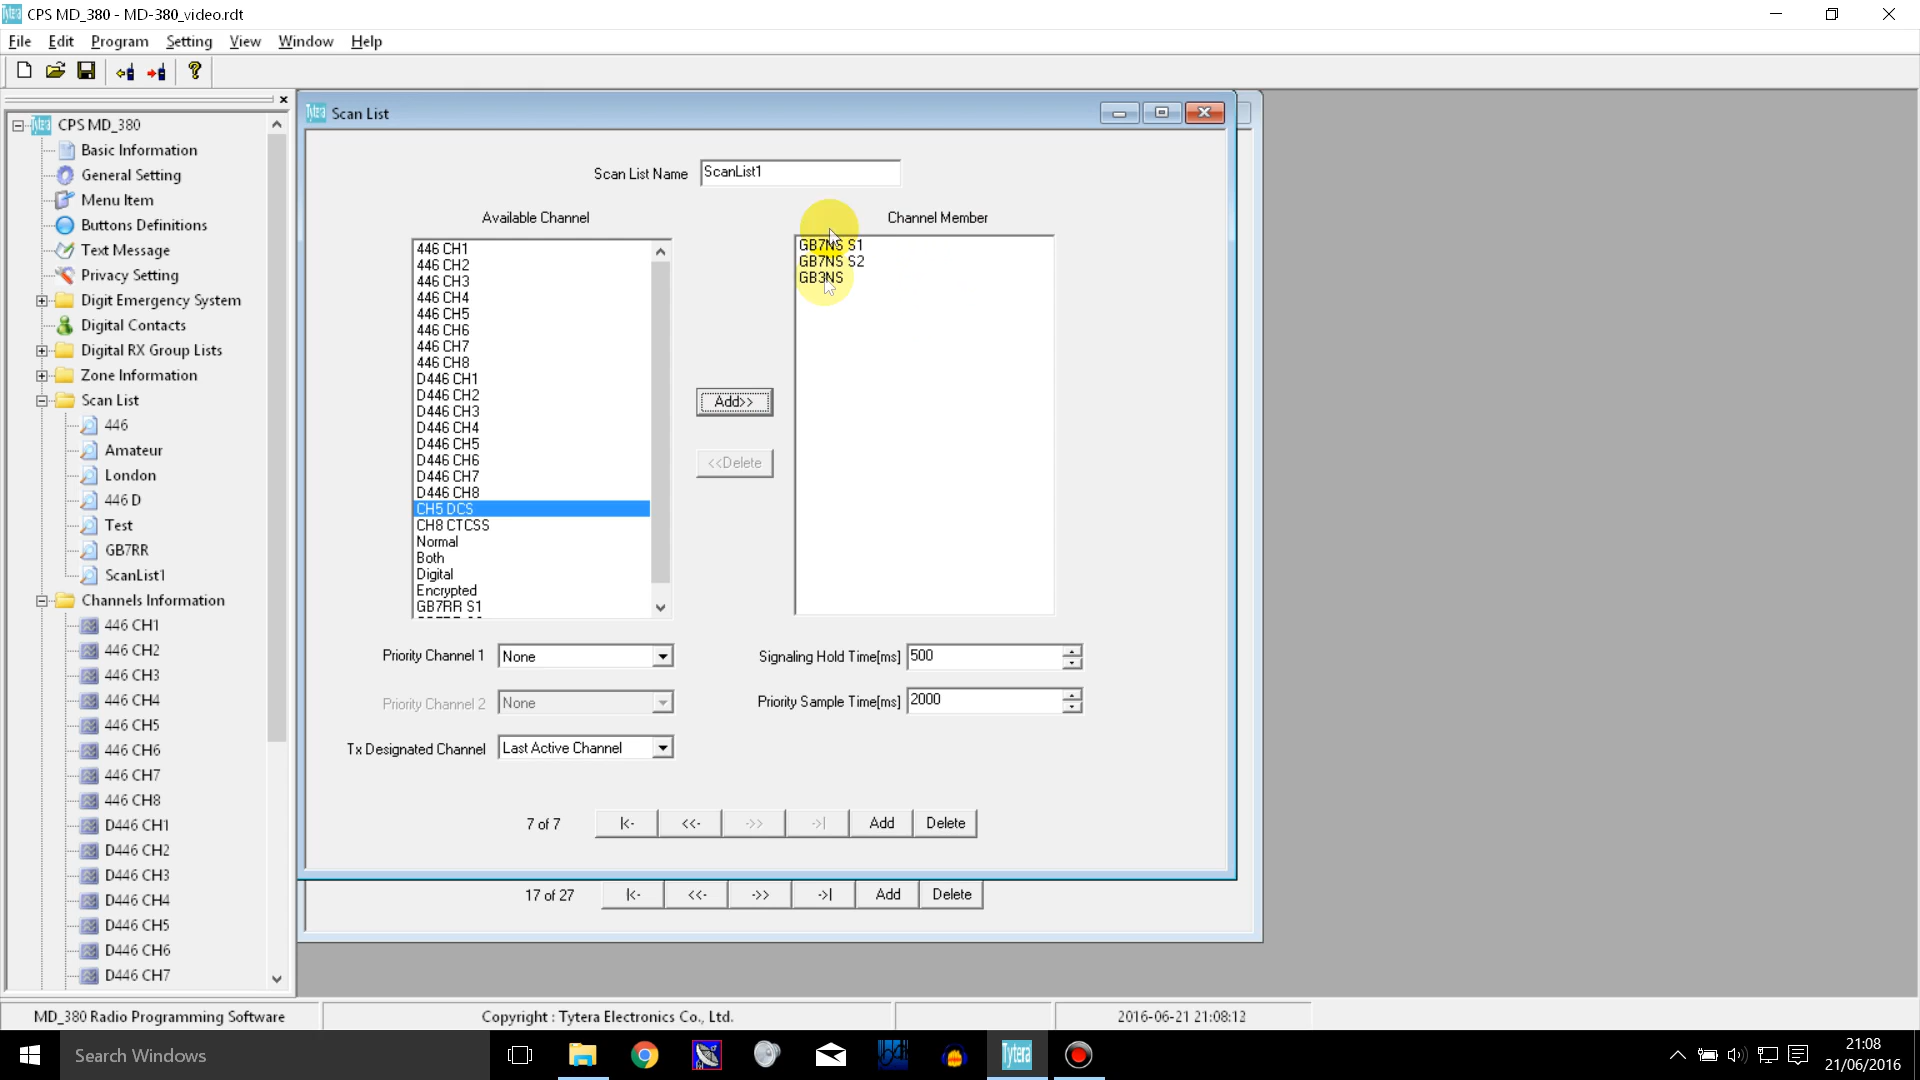 CPS MD_380 - MD-380_video.rdt
File Edit Program Setting View Window Help
CPS MD_380
Basic Information
General Setting
Menu Item
Buttons Definitions
Text Message
Privacy Setting
Digit Emergency System
Digital Contacts
Digital RX Group Lists
Zone Information
Scan List
446
Amateur
London
446 D
Test
GB7RR
ScanList1
Channels Information
446 CH1
446 CH2
446 CH3
446 CH4
446 CH5
446 CH6
446 CH7
446 CH8
D446 CH1
D446 CH2
D446 CH3
D446 CH4
D446 CH5
D446 CH6
D446 CH7
Tytera Scan List
Scan List Name ScanList1
Available Channel
446 CH1
446 CH2
446 CH3
446 CH4
446 CH5
446 CH6
446 CH7
446 CH8
D446 CH1
D446 CH2
D446 CH3
D446 CH4
D446 CH5
D446 CH6
D446 CH7
D446 CH8
CH5 DCS
CH8 CTCSS
Normal
Both
Digital
Encrypted
GB7RR S1
Add>>
<<Delete
Channel Member
GB7NS S1
GB7NS S2
GB3NS
Priority Channel 1 None
Priority Channel 2 None
Tx Designated Channel Last Active Channel
Signaling Hold Time[ms] 500
Priority Sample Time[ms] 2000
7 of 7 |<- <<- ->> ->| Add Delete
17 of 27 |<- <<- ->> ->| Add Delete
MD_380 Radio Programming Software
Copyright : Tytera Electronics Co., Ltd.
2016-06-21 21:08:12
Search Windows
Tytera
21:08
21/06/2016